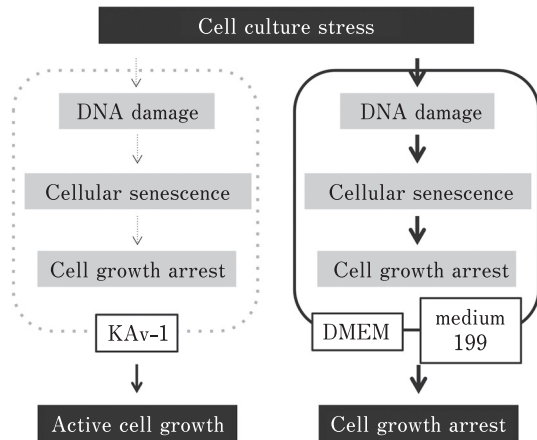 Cell culture stress
DNA damage
Cellular senescence
Cell growth arrest
KAv-1
Active cell growth
DNA damage
Cellular senescence
Cell growth arrest
DMEM
medium
199
Cell growth arrest